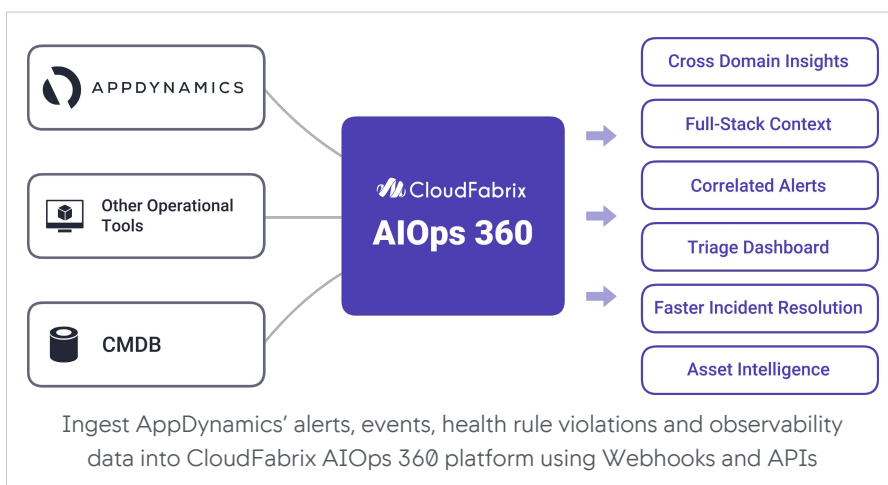 APPDYNAMICS
Other Operational
Tools
CMDB
CloudFabrix
AIOps 360
Cross Domain Insights
Full-Stack Context
Correlated Alerts
Triage Dashboard
Faster Incident Resolution
Asset Intelligence
Ingest AppDynamics’ alerts, events, health rule violations and observability
data into CloudFabrix AIOps 360 platform using Webhooks and APIs